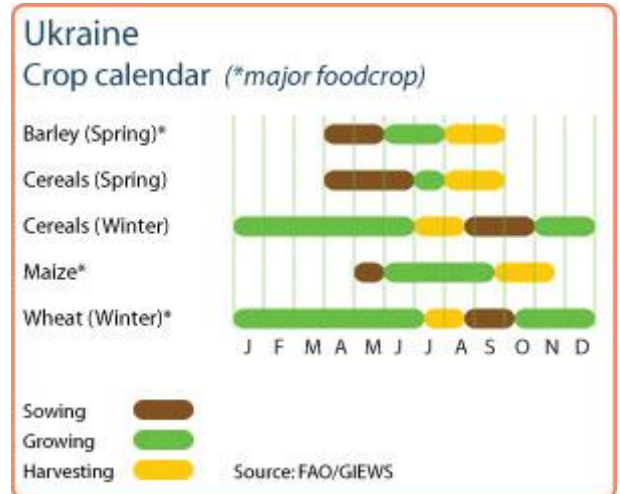 Ukraine
Crop calendar (*major foodcrop)
Barley (Spring)*
Cereals (Spring)
Cereals (Winter)
Maize*
Wheat (Winter)*
J F M A M J J A S O N D
Sowing
Growing
Harvesting
Source: FAO/GIEWS